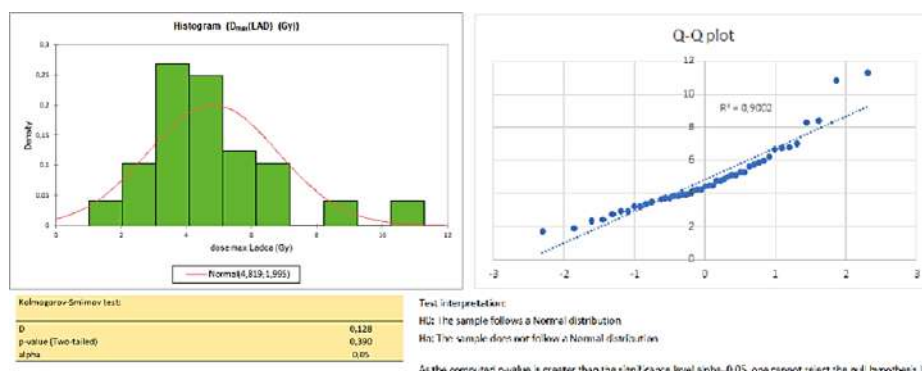 Histogram (Dmax(LAD) (Gy))
0,3
0,25
0,2
0,15
0,1
0,05
0
Density
0 2 4 6 8 10 12
dose max Ladca (Gy)
Normal(4,819;1,995)
Q-Q plot
12
10
8
6
4
2
0
R² = 0,9002
-3 -2 -1 0 1 2 3
Kolmogorov-Smirnov test:
D 0,128
p-value (Two-tailed) 0,390
alpha 0,05
Test interpretation:
H0: The sample follows a Normal distribution
Ha: The sample does not follow a Normal distribution
As the computed p-value is greater than the significance level alpha=0,05, one cannot reject the null hypothesis